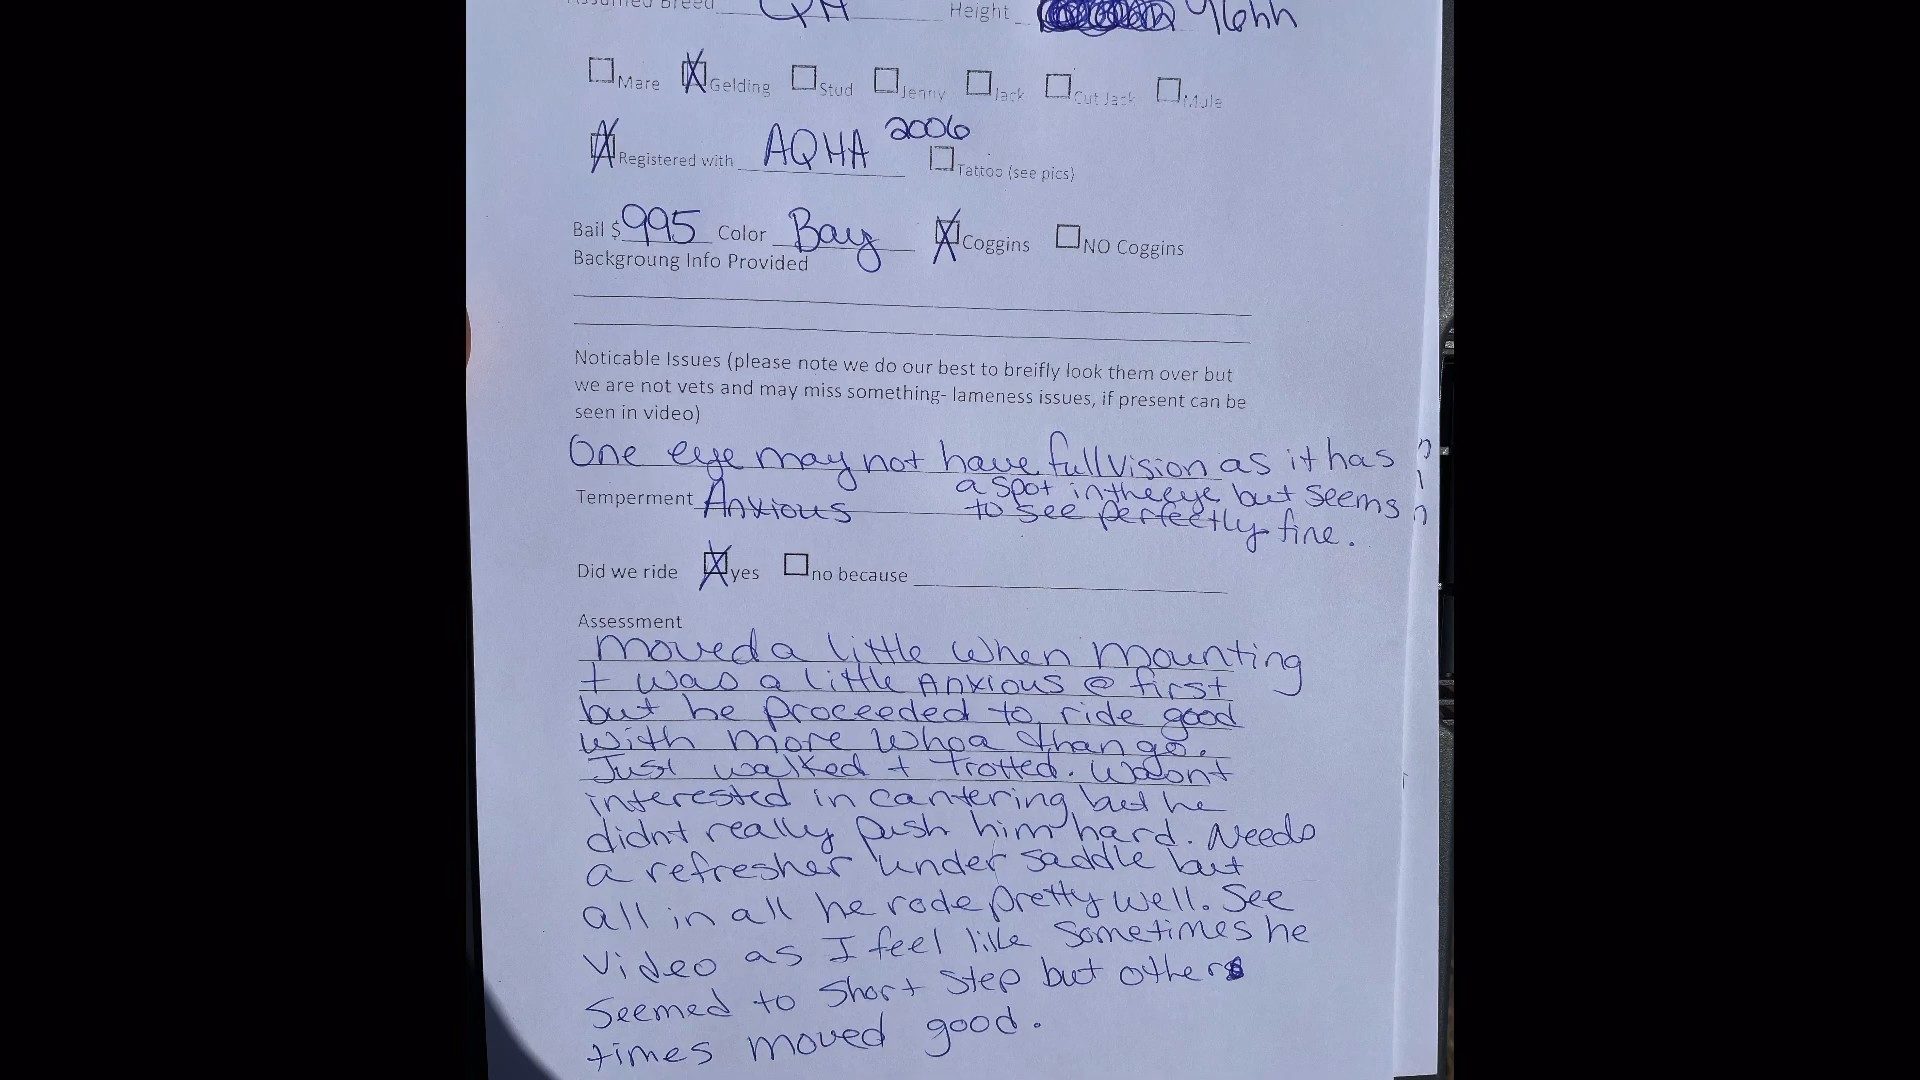 Assumed Breed QH Height 16hh
Mare Gelding Stud Jenny Jack Cut Jack Mule
Registered with AQHA 2006 Tattoo (see pics)
Bail $ 995 Color Bay Coggins NO Coggins
Backgroung Info Provided
Noticable Issues (please note we do our best to breifly look them over but
we are not vets and may miss something- lameness issues, if present can be
seen in video)
One eye may not have full vision as it has
a spot in the eye but seems
to see perfectly fine.
Temperment Anxious
Did we ride yes no because
Assessment
moved a little when mounting
+ was a little Anxious @ first
but he proceeded to ride good
with more whoa than go.
Just walked + trotted. Wasnt
interested in cantering but he
didnt really push him hard. Needs
a refresher under saddle but
all in all he rode pretty well. See
video as I feel like sometimes he
seemed to short step but others
times moved good.